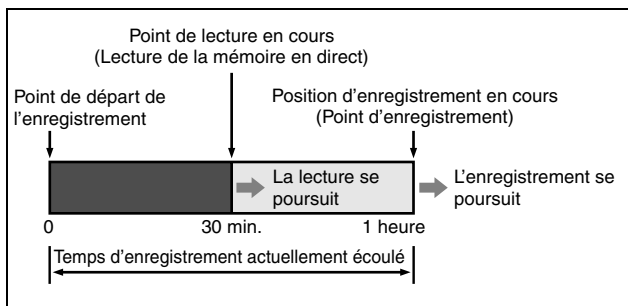 Point de lecture en cours
(Lecture de la mémoire en direct)
Point de départ de
l’enregistrement
Position d’enregistrement en cours
(Point d’enregistrement)
La lecture se
poursuit
L’enregistrement se
poursuit
0 30 min. 1 heure
Temps d’enregistrement actuellement écoulé